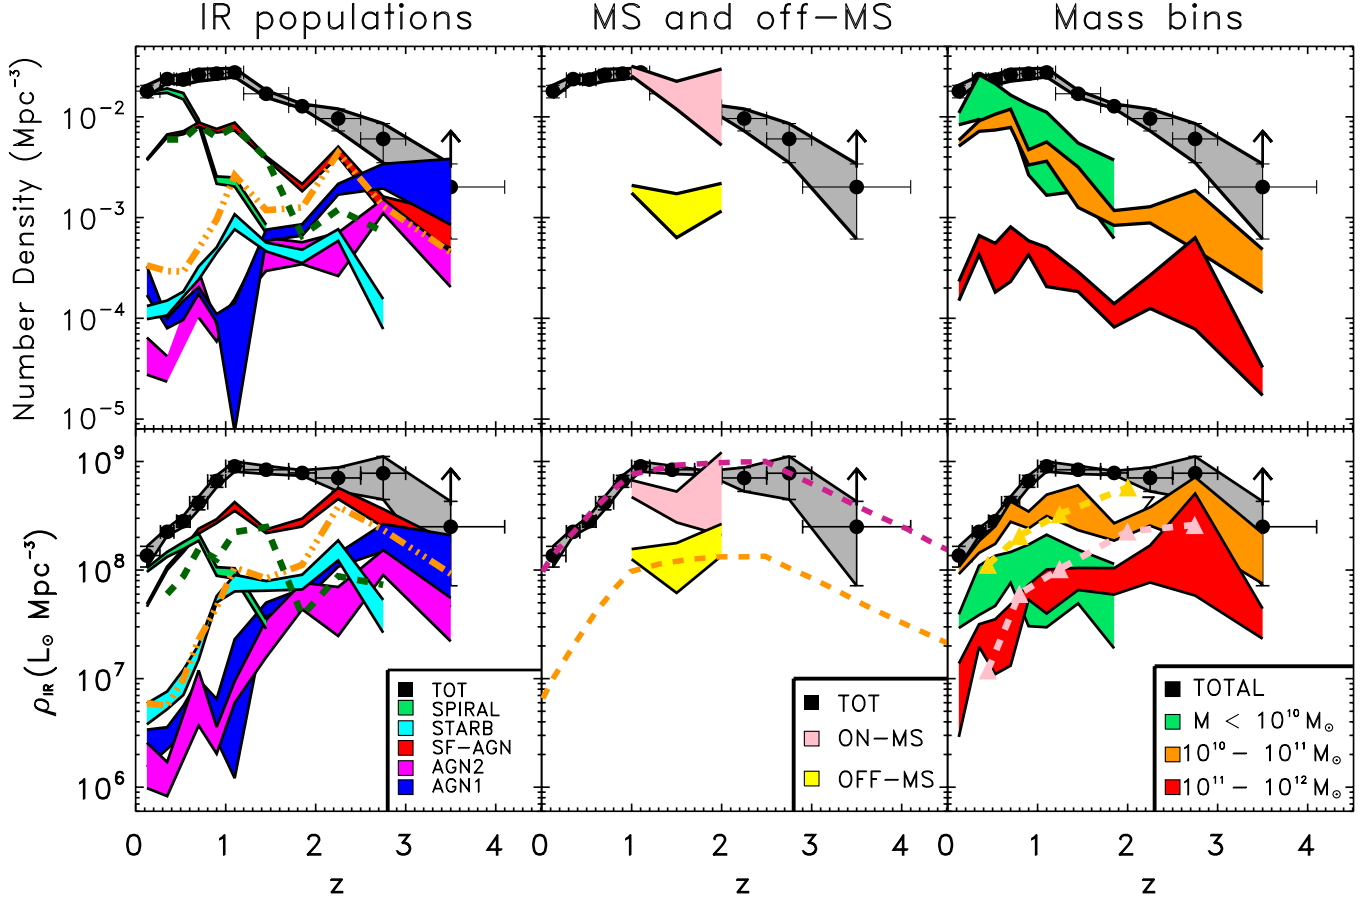 IR populations
MS and off-MS
Mass bins
Number Density (Mpc⁻³)
10⁻²
10⁻³
10⁻⁴
10⁻⁵
ρIR (L⊙ Mpc⁻³)
10⁹
10⁸
10⁷
10⁶
TOT
SPIRAL
STARB
SF-AGN
AGN2
AGN1
TOT
ON-MS
OFF-MS
TOTAL
M < 10¹⁰ M⊙
10¹⁰ - 10¹¹ M⊙
10¹¹ - 10¹² M⊙
0 1 2 3 4
0 1 2 3 4
0 1 2 3 4
z
z
z